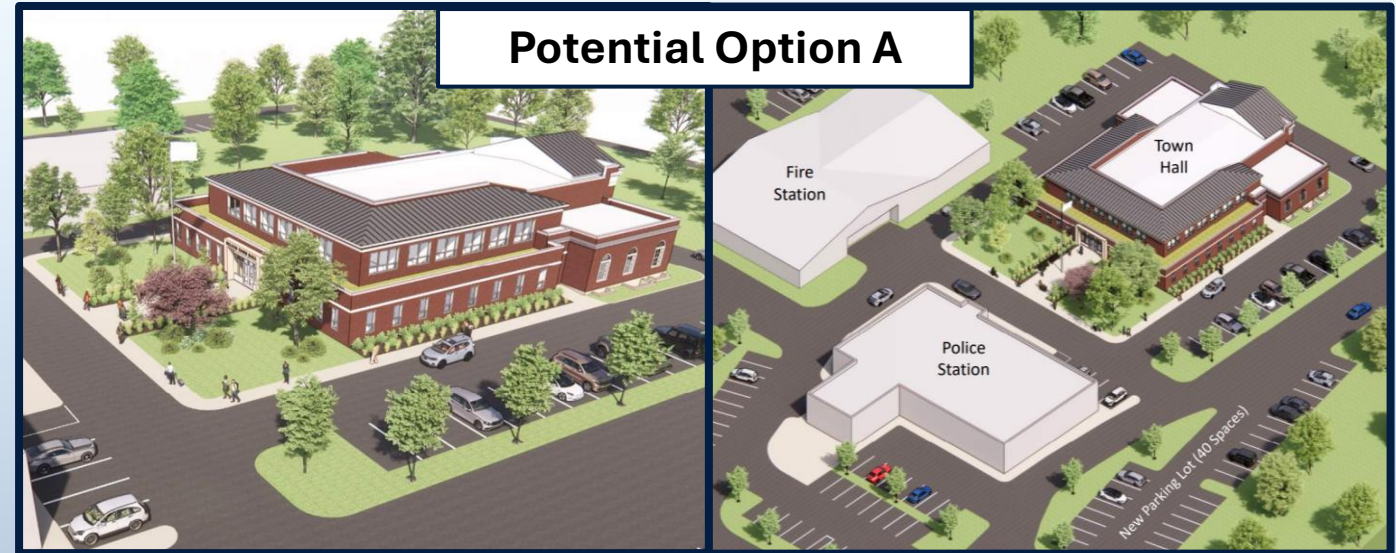 Potential Option A
Fire
Station
Town
Hall
Police
Station
New Parking Lot (40 Spaces)